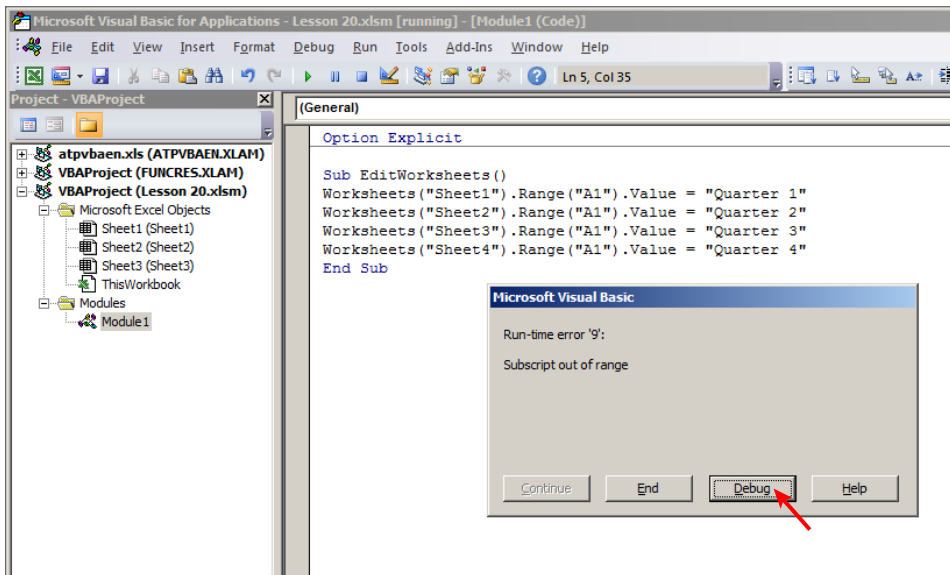 Microsoft Visual Basic for Applications - Lesson 20.xlsm [running] - [Module1 (Code)]
File Edit View Insert Format Debug Run Tools Add-Ins Window Help
Ln 5, Col 35
Project - VBAProject
(General)
atpvbaen.xls (ATPVBAEN.XLAM)
VBAProject (FUNCRES.XLAM)
VBAProject (Lesson 20.xlsm)
Microsoft Excel Objects
Sheet1 (Sheet1)
Sheet2 (Sheet2)
Sheet3 (Sheet3)
ThisWorkbook
Modules
Module1
Option Explicit
Sub EditWorksheets()
Worksheets("Sheet1").Range("A1").Value = "Quarter 1"
Worksheets("Sheet2").Range("A1").Value = "Quarter 2"
Worksheets("Sheet3").Range("A1").Value = "Quarter 3"
Worksheets("Sheet4").Range("A1").Value = "Quarter 4"
End Sub
Microsoft Visual Basic
Run-time error '9':
Subscript out of range
Continue End Debug Help